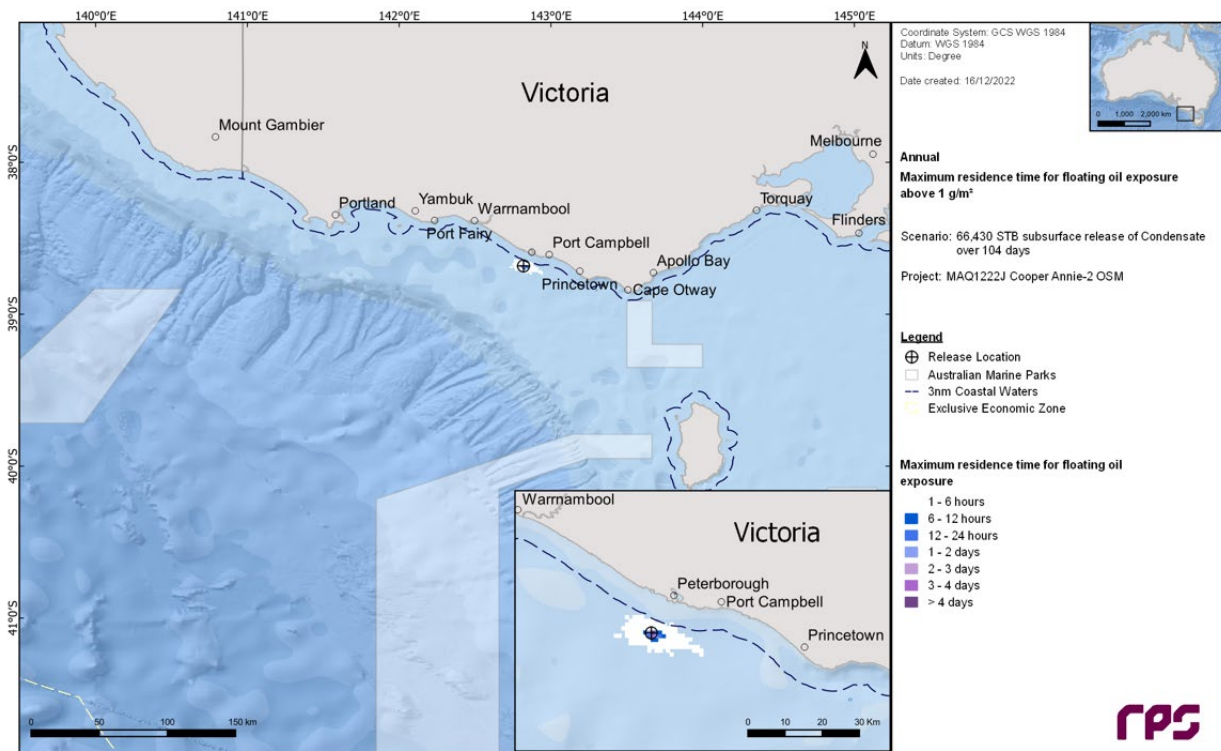 140°0'E
141°0'E
142°0'E
143°0'E
144°0'E
145°0'E
38°0'S
39°0'S
40°0'S
41°0'S
N
Victoria
Mount Gambier
Melbourne
Portland
Yambuk
Warrnambool
Port Fairy
Port Campbell
Torquay
Flinders
Apollo Bay
Princetown
Cape Otway
0 50 100 150 km
Warrnambool
Victoria
Peterborough
Port Campbell
Princetown
0 10 20 30 Km
Coordinate System: GCS WGS 1984
Datum: WGS 1984
Units: Degree
Date created: 16/12/2022
0 1,000 2,000 km
Annual
Maximum residence time for floating oil exposure
above 1 g/m²
Scenario: 66,430 STB subsurface release of Condensate
over 104 days
Project: MAQ1222J Cooper Annie-2 OSM
Legend
Release Location
Australian Marine Parks
3nm Coastal Waters
Exclusive Economic Zone
Maximum residence time for floating oil
exposure
1 - 6 hours
6 - 12 hours
12 - 24 hours
1 - 2 days
2 - 3 days
3 - 4 days
> 4 days
rps